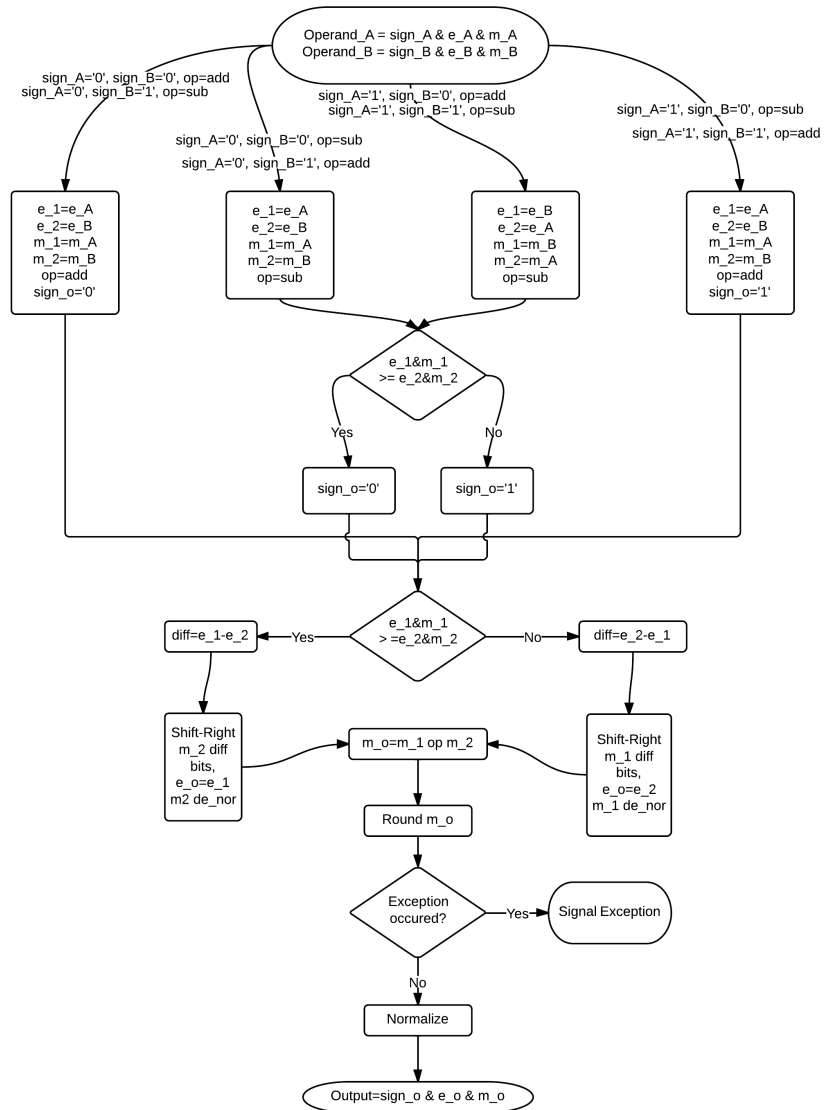 Operand_A = sign_A & e_A & m_A
Operand_B = sign_B & e_B & m_B
sign_A='0', sign_B='0', op=add
sign_A='0', sign_B='1', op=sub
sign_A='0', sign_B='0', op=sub
sign_A='0', sign_B='1', op=add
sign_A='1', sign_B='0', op=add
sign_A='1', sign_B='1', op=sub
sign_A='1', sign_B='0', op=sub
sign_A='1', sign_B='1', op=add
e_1=e_A
e_2=e_B
m_1=m_A
m_2=m_B
op=add
sign_o='0'
e_1=e_A
e_2=e_B
m_1=m_A
m_2=m_B
op=sub
e_1=e_B
e_2=e_A
m_1=m_B
m_2=m_A
op=sub
e_1=e_A
e_2=e_B
m_1=m_A
m_2=m_B
op=add
sign_o='1'
e_1&m_1
>= e_2&m_2
Yes
No
sign_o='0'
sign_o='1'
e_1&m_1
> =e_2&m_2
Yes
No
diff=e_1-e_2
diff=e_2-e_1
Shift-Right
m_2 diff
bits,
e_o=e_1
m2 de_nor
m_o=m_1 op m_2
Shift-Right
m_1 diff
bits,
e_o=e_2
m_1 de_nor
Round m_o
Exception
occured?
Yes
Signal Exception
No
Normalize
Output=sign_o & e_o & m_o